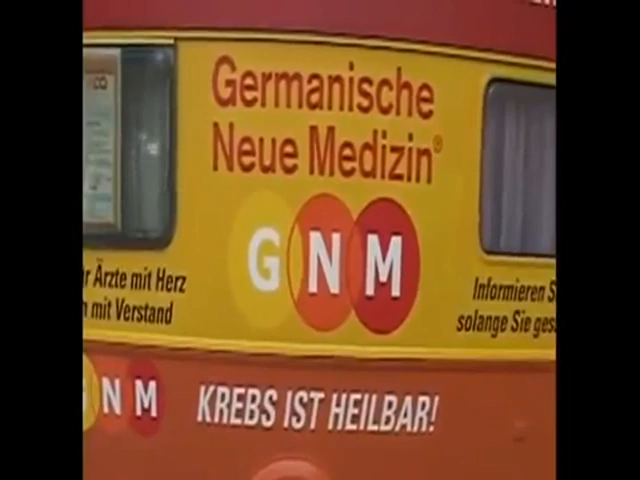 Germanische
Neue Medizin®
GNM
Ärzte mit Herz
mit Verstand
Informieren
solange Sie
NM
KREBS IST HEILBAR!